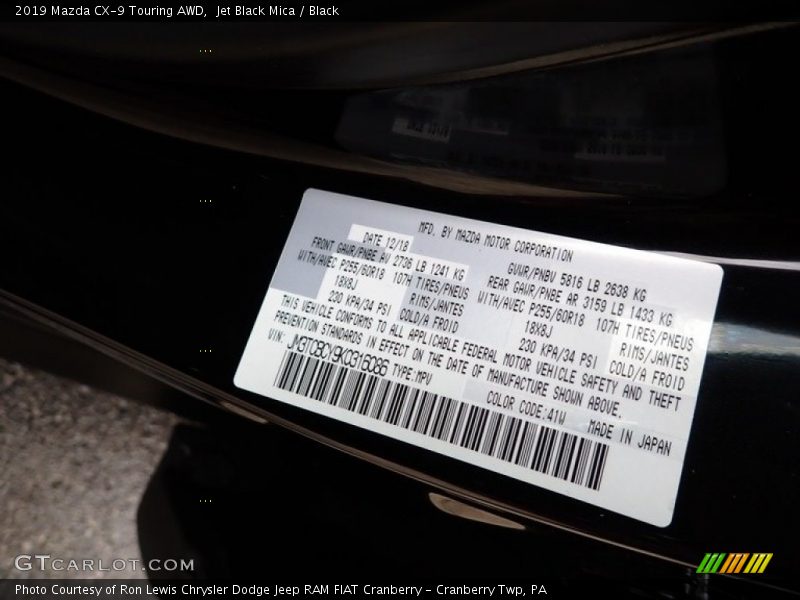 2019 Mazda CX-9 Touring AWD,  Jet Black Mica / Black
MFD. BY MAZDA MOTOR CORPORATION
DATE 12/18
GVWR/PNBV 5816 LB 2638 KG
FRONT GAWR/PNBE AV 2736 LB 1241 KG
REAR GAWR/PNBE AR 3159 LB 1433 KG
WITH/AVEC P255/60R18 107H TIRES/PNEUS
WITH/AVEC P255/60R18 107H TIRES/PNEUS
18X8J RIMS/JANTES
18X8J RIMS/JANTES
230 KPA/34 PSI COLD/A FROID
230 KPA/34 PSI COLD/A FROID
THIS VEHICLE CONFORMS TO ALL APPLICABLE FEDERAL MOTOR VEHICLE SAFETY AND THEFT
PREVENTION STANDARDS IN EFFECT ON THE DATE OF MANUFACTURE SHOWN ABOVE.
VIN: JM3TCBCY9K0316086 TYPE:MPV
COLOR CODE:41W MADE IN JAPAN
GTCARLOT.COM
Photo Courtesy of Ron Lewis Chrysler Dodge Jeep RAM FIAT Cranberry - Cranberry Twp, PA